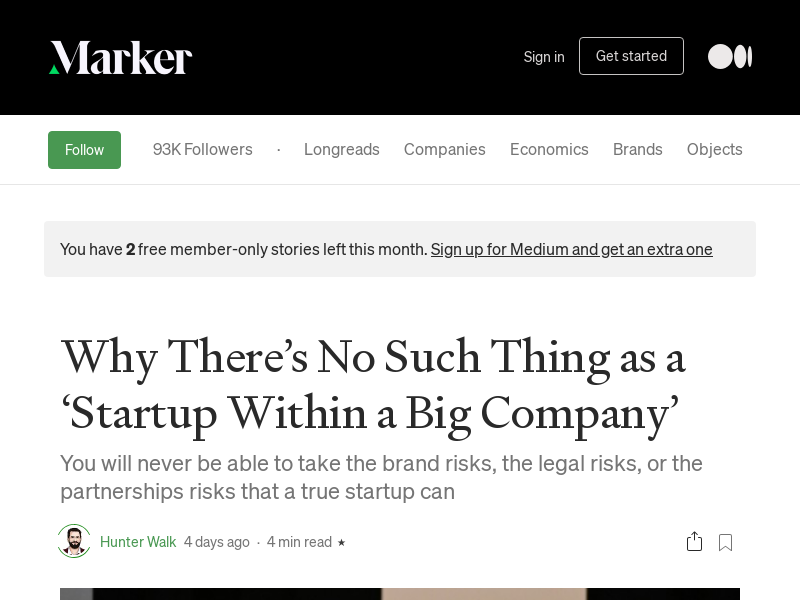 Marker
Sign in
Get started
Follow
93K Followers · Longreads Companies Economics Brands Objects
You have 2 free member-only stories left this month. Sign up for Medium and get an extra one
Why There’s No Such Thing as a
‘Startup Within a Big Company’
You will never be able to take the brand risks, the legal risks, or the
partnerships risks that a true startup can
Hunter Walk 4 days ago · 4 min read ★